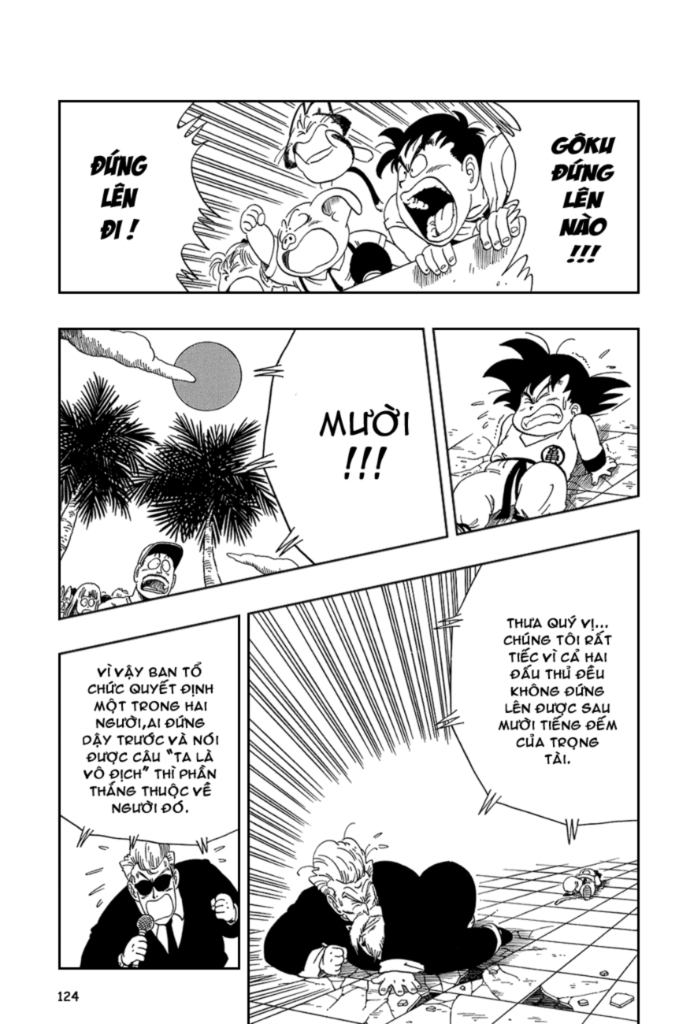 GÔKU
ĐỨNG
LÊN
NÀO
!!!
ĐỨNG
LÊN
ĐI !
MƯỜI
!!!
THƯA QUÝ VỊ...
CHÚNG TÔI RẤT
TIẾC VÌ CẢ HAI
ĐẤU THỦ ĐỀU
KHÔNG ĐỨNG
LÊN ĐƯỢC SAU
MƯỜI TIẾNG ĐẾM
CỦA TRỌNG
TÀI.
VÌ VẬY BAN TỔ
CHỨC QUYẾT ĐỊNH
MỘT TRONG HAI
NGƯỜI,AI ĐỨNG
DẬY TRƯỚC VÀ NÓI
ĐƯỢC CÂU "TA LÀ
VÔ ĐỊCH" THÌ PHẦN
THẮNG THUỘC VỀ
NGƯỜI ĐÓ.
124